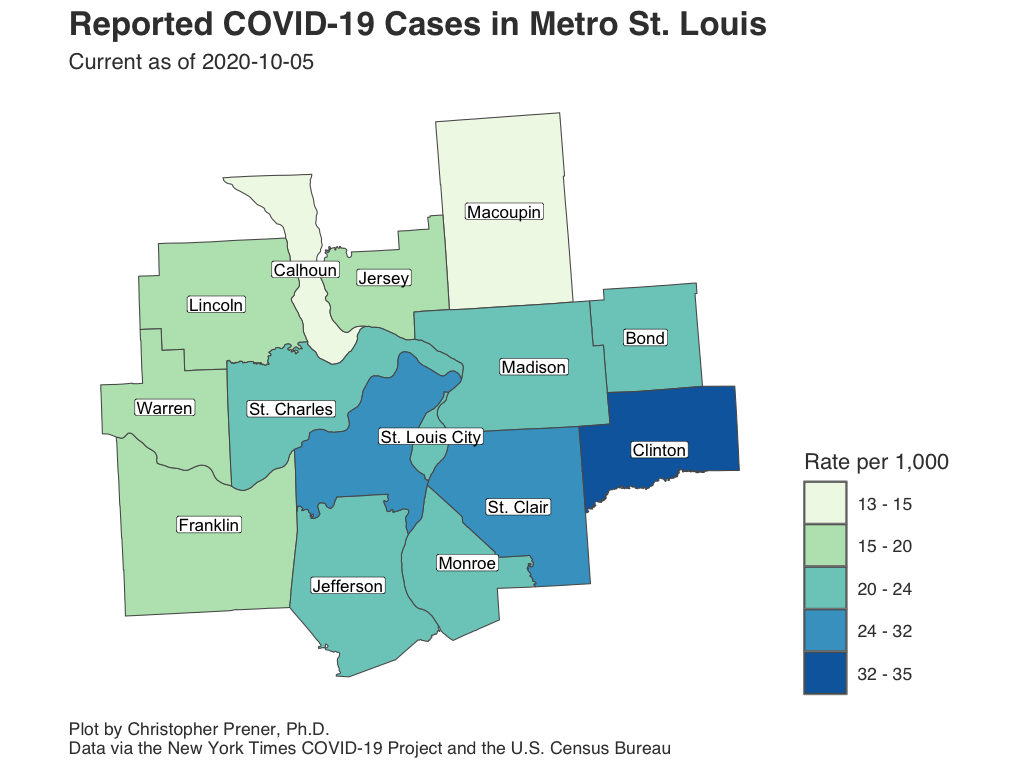 Reported COVID-19 Cases in Metro St. Louis
Current as of 2020-10-05
Macoupin
Calhoun
Jersey
Lincoln
Bond
Madison
Warren
St. Charles
St. Louis City
Clinton
St. Clair
Franklin
Monroe
Jefferson
Rate per 1,000
13 - 15
15 - 20
20 - 24
24 - 32
32 - 35
Plot by Christopher Prener, Ph.D.
Data via the New York Times COVID-19 Project and the U.S. Census Bureau